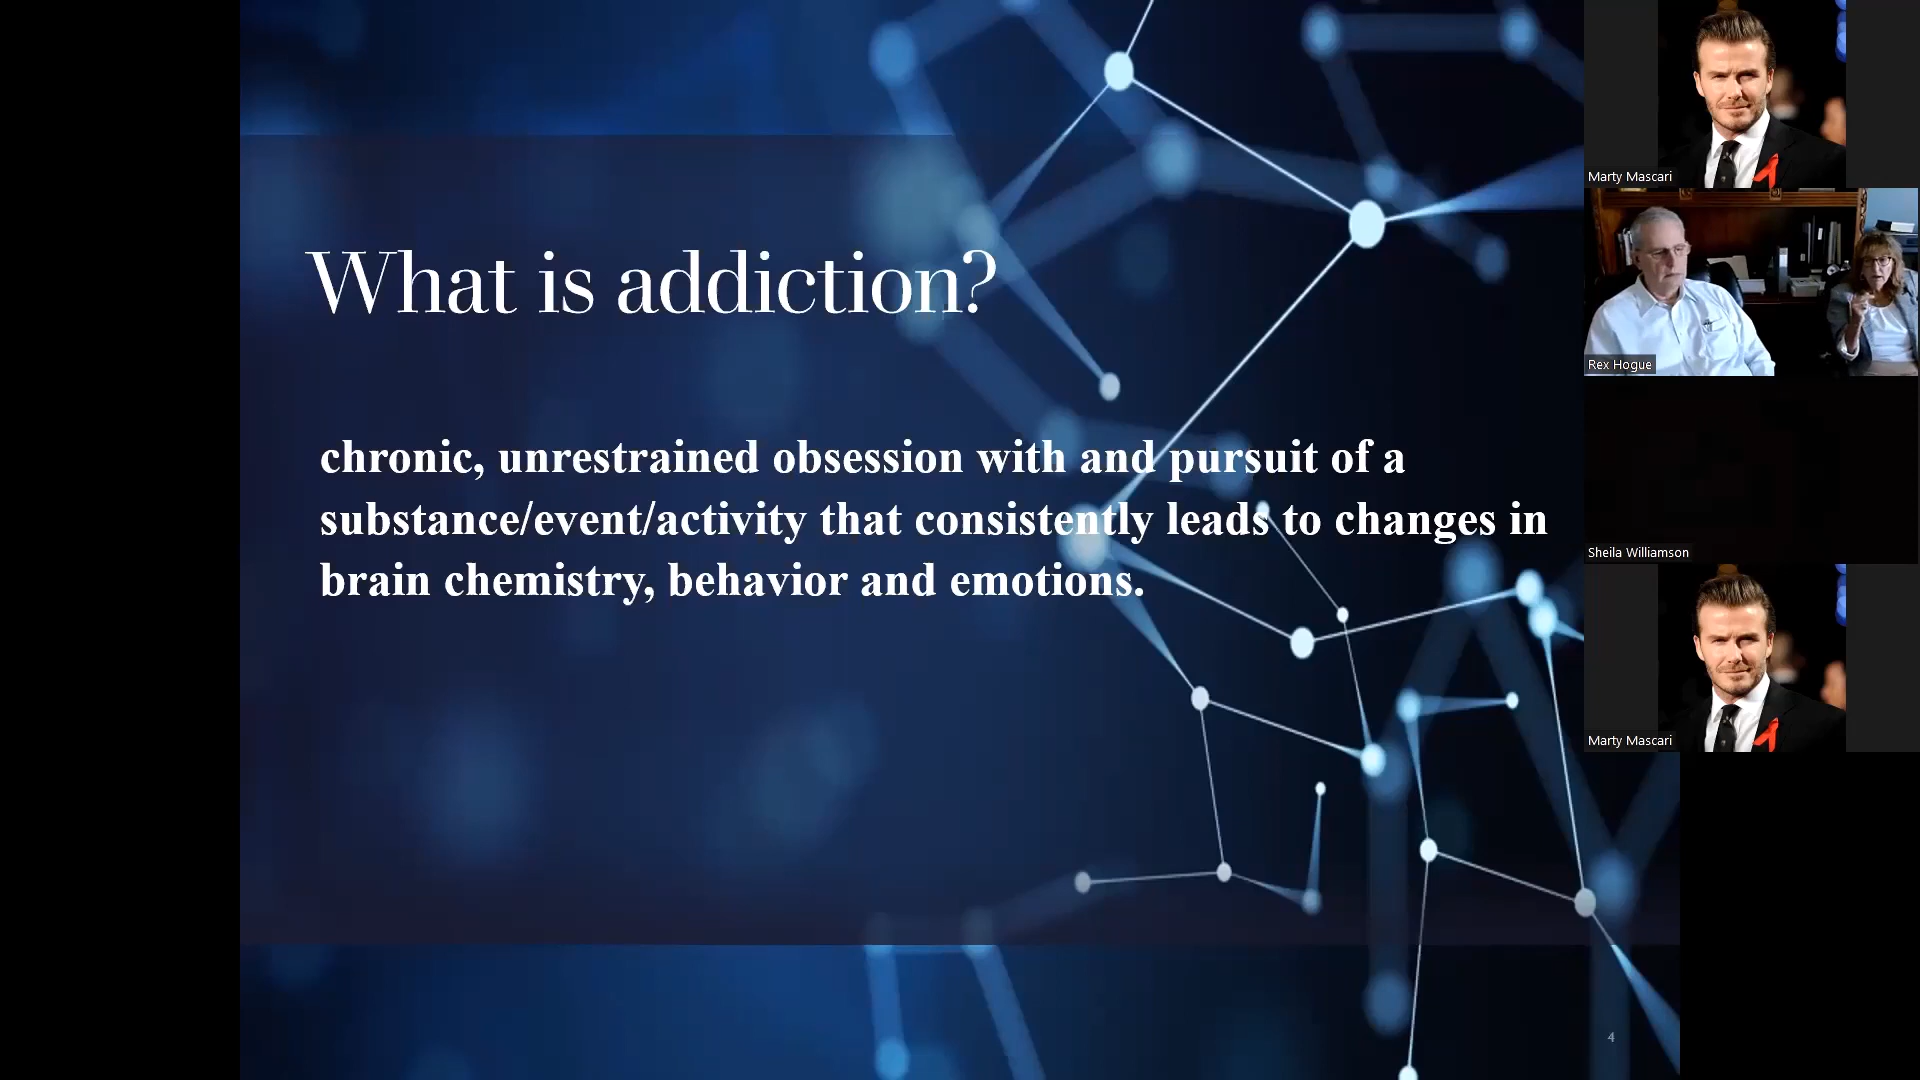 What is addiction?
chronic, unrestrained obsession with and pursuit of a
substance/event/activity that consistently leads to changes in
brain chemistry, behavior and emotions.
4
Marty Mascari
Rex Hogue
Sheila Williamson
Marty Mascari